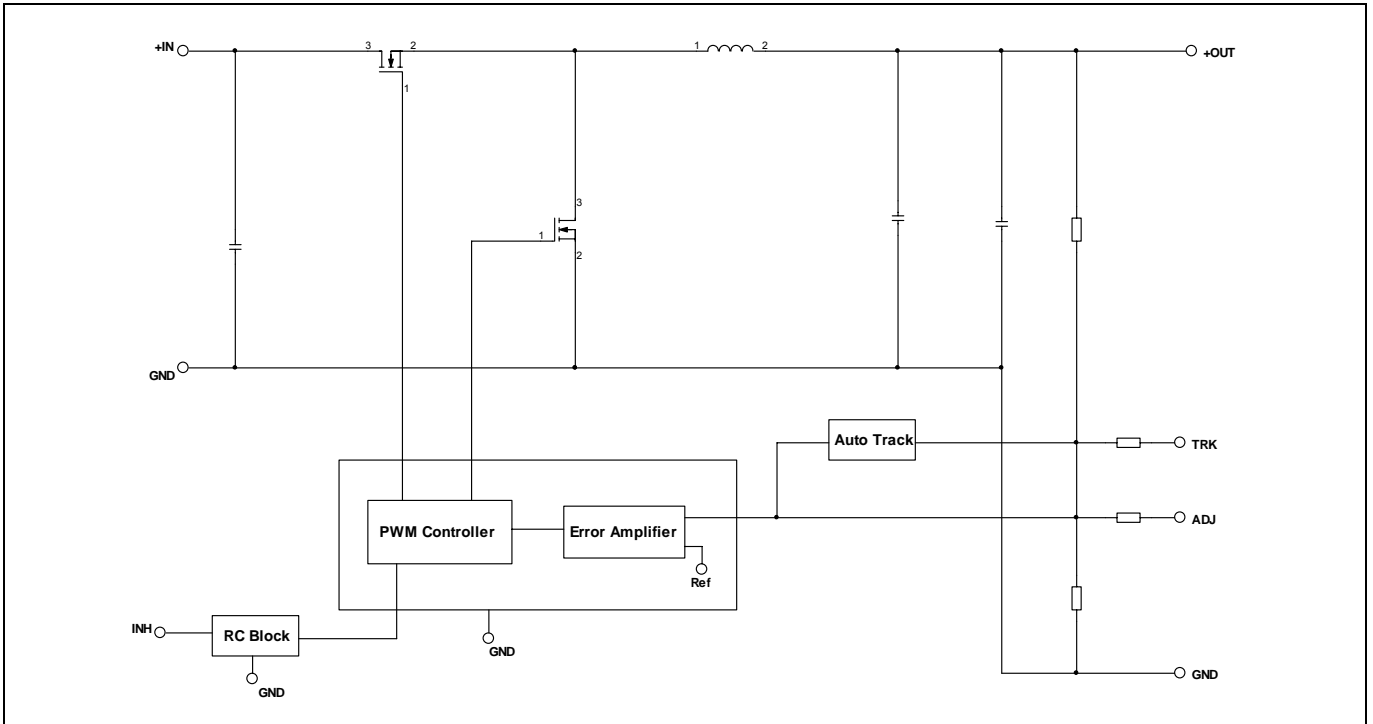 +IN
3
2
1
1
2
+OUT
3
1
2
GND
Auto Track
TRK
PWM Controller
Error Amplifier
ADJ
Ref
INH
RC Block
GND
GND
GND